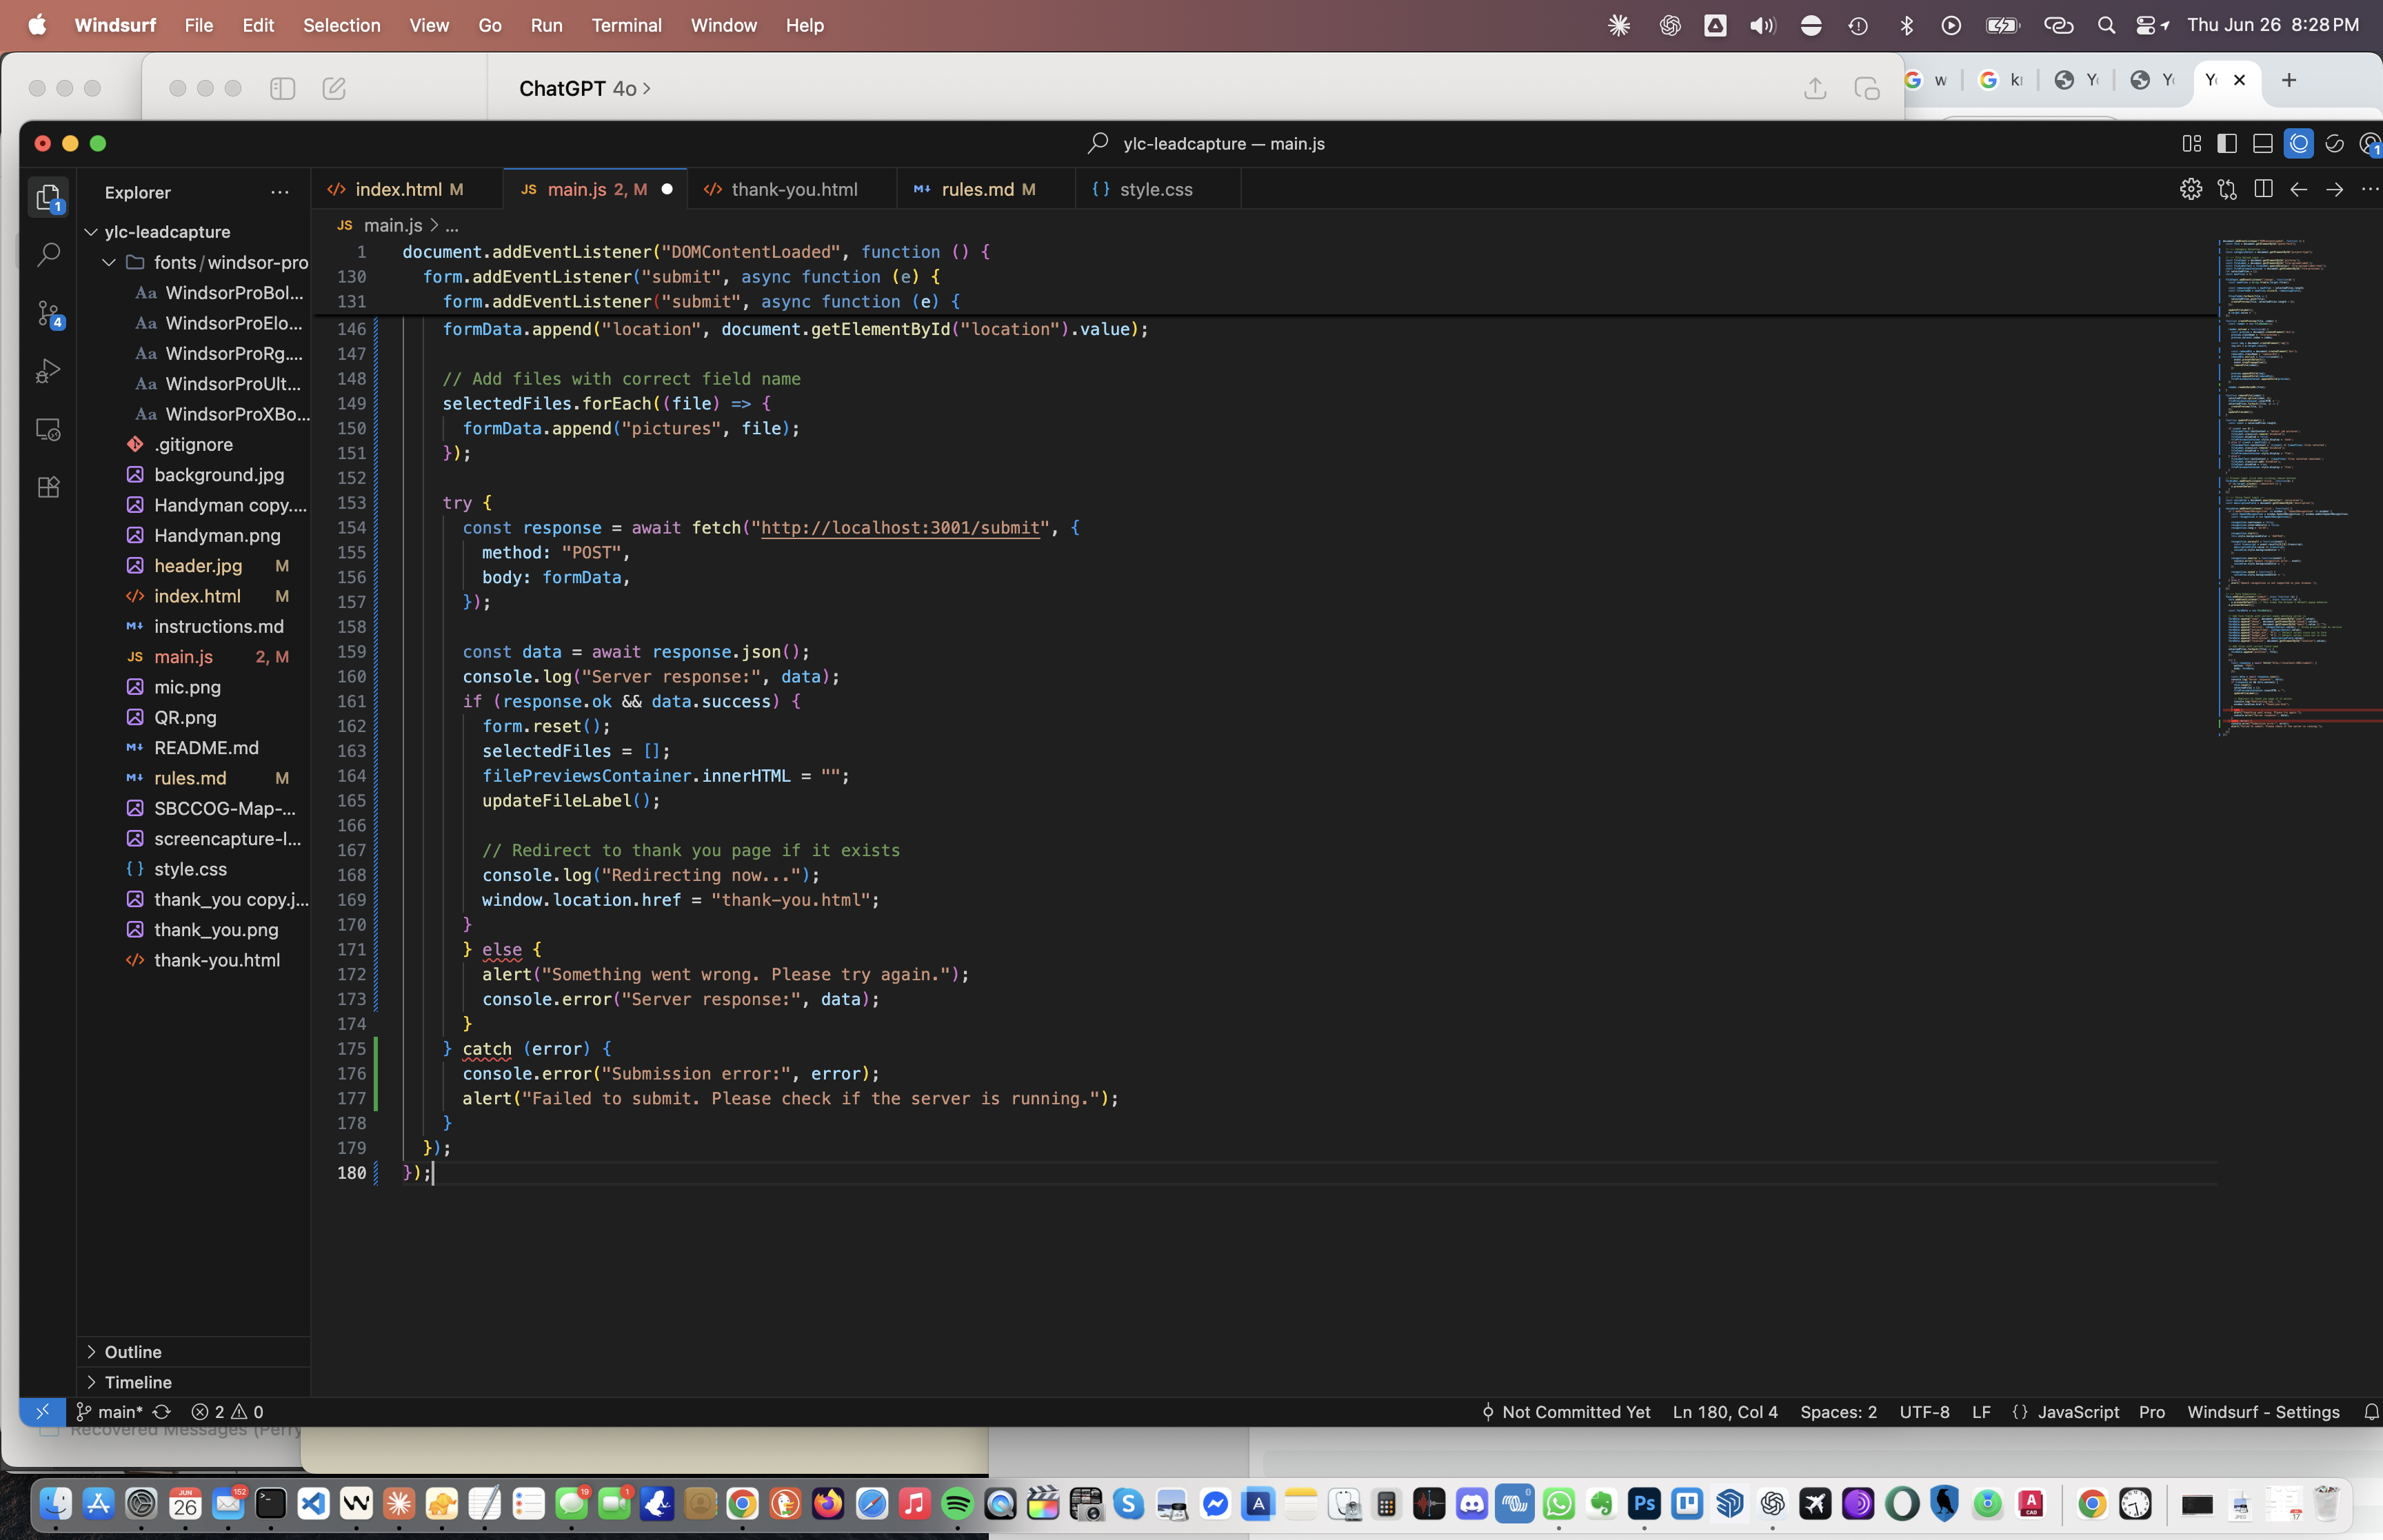 Windsurf File Edit Selection View Go Run Terminal Window Help Thu Jun 26 8:28 PM
ChatGPT 4o >
ylc-leadcapture — main.js
Explorer
index.html M
JS main.js 2, M
thank-you.html
rules.md M
{ } style.css
ylc-leadcapture
fonts/windsor-pro
Aa WindsorProBol...
Aa WindsorProElo...
Aa WindsorProRg....
Aa WindsorProUlt...
Aa WindsorProXBo...
.gitignore
background.jpg
Handyman copy....
Handyman.png
header.jpg M
index.html M
instructions.md
JS main.js 2, M
mic.png
QR.png
README.md
rules.md M
SBCCOG-Map-...
screencapture-l...
{ } style.css
thank_you copy.j...
thank_you.png
thank-you.html
Outline
Timeline
JS main.js > ...
1 document.addEventListener("DOMContentLoaded", function () {
130 form.addEventListener("submit", async function (e) {
131 form.addEventListener("submit", async function (e) {
146 formData.append("location", document.getElementById("location").value);
147
148 // Add files with correct field name
149 selectedFiles.forEach((file) => {
150 formData.append("pictures", file);
151 });
152
153 try {
154 const response = await fetch("http://localhost:3001/submit", {
155 method: "POST",
156 body: formData,
157 });
158
159 const data = await response.json();
160 console.log("Server response:", data);
161 if (response.ok && data.success) {
162 form.reset();
163 selectedFiles = [];
164 filePreviewsContainer.innerHTML = "";
165 updateFileLabel();
166
167 // Redirect to thank you page if it exists
168 console.log("Redirecting now...");
169 window.location.href = "thank-you.html";
170 }
171 } else {
172 alert("Something went wrong. Please try again.");
173 console.error("Server response:", data);
174 }
175 } catch (error) {
176 console.error("Submission error:", error);
177 alert("Failed to submit. Please check if the server is running.");
178 }
179 });
180 });
main* 2 0 Not Committed Yet Ln 180, Col 4 Spaces: 2 UTF-8 LF { } JavaScript Pro Windsurf - Settings
Recovered Messages (Perry
JUN
26
152
19
1